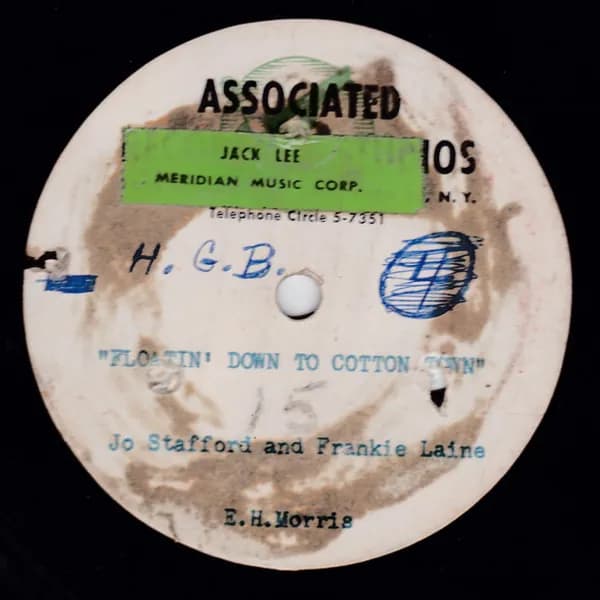 ASSOCIATED
JACK LEE
MERIDIAN MUSIC CORP.
IOS
, N. Y.
Telephone Circle 5-7351
H. G. B.
4
"FLOATIN' DOWN TO COTTON TOWN"
15
Jo Stafford and Frankie Laine
E.H.Morris